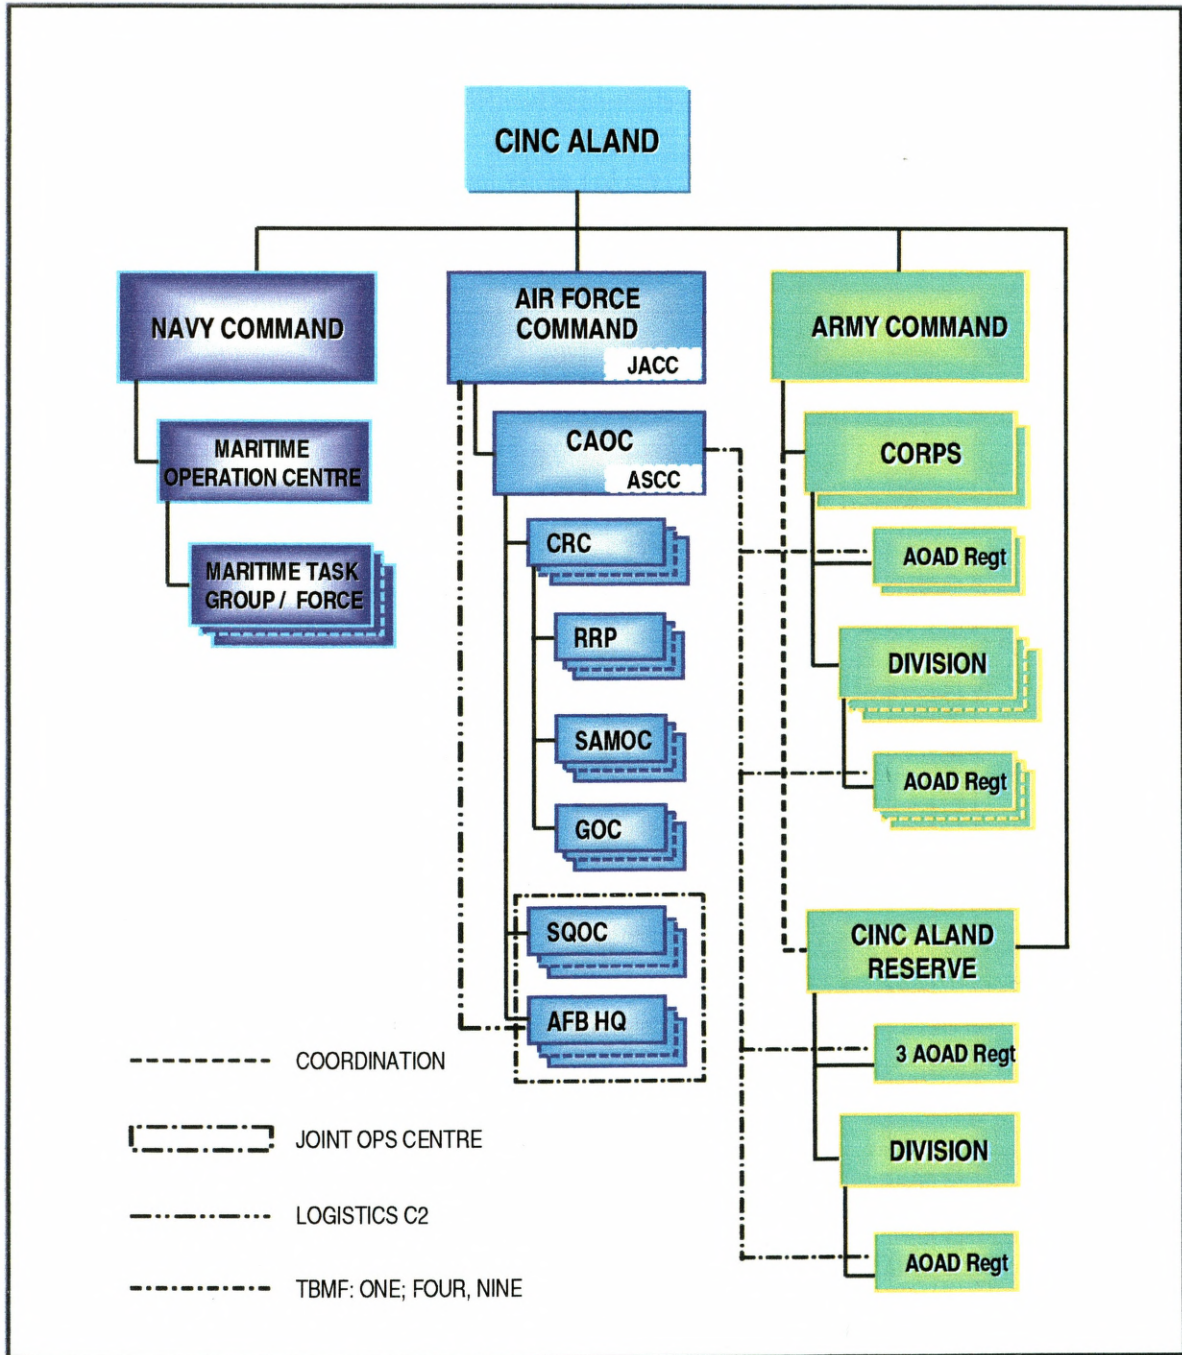 CINC ALAND
NAVY COMMAND
MARITIME
OPERATION CENTRE
MARITIME TASK
GROUP / FORCE
AIR FORCE
COMMAND
JACC
CAOC
ASCC
CRC
RRP
SAMOC
GOC
SQOC
AFB HQ
ARMY COMMAND
CORPS
AOAD Regt
DIVISION
AOAD Regt
CINC ALAND
RESERVE
3 AOAD Regt
DIVISION
AOAD Regt
COORDINATION
JOINT OPS CENTRE
LOGISTICS C2
TBMF: ONE; FOUR, NINE